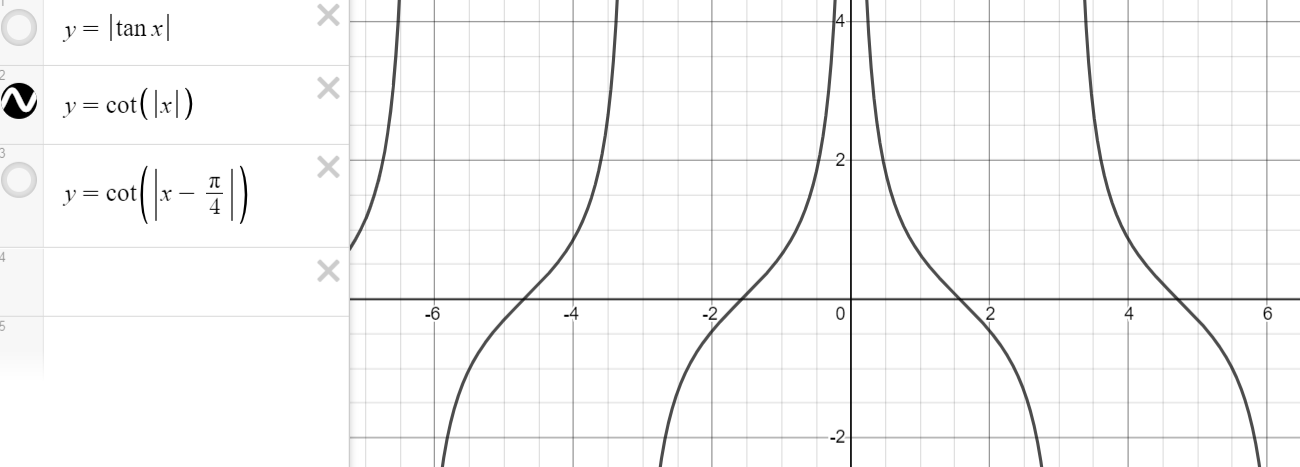 1
y = |tan x|
2
y = cot(|x|)
3
y = cot(|x − π/4|)
4
5
4
2
-6 -4 -2 0 2 4 6
-2